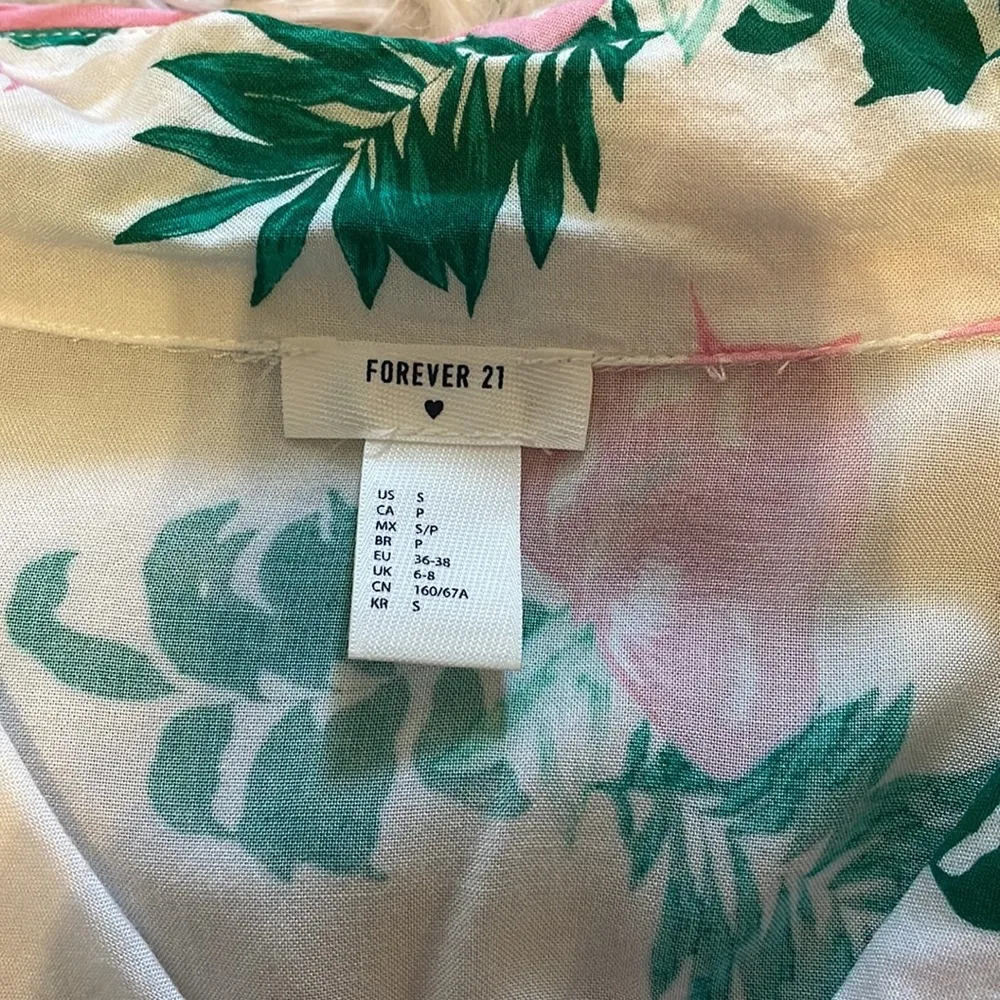 FOREVER 21
US S
CA P
MX S/P
BR P
EU 36-38
UK 6-8
CN 160/67A
KR S